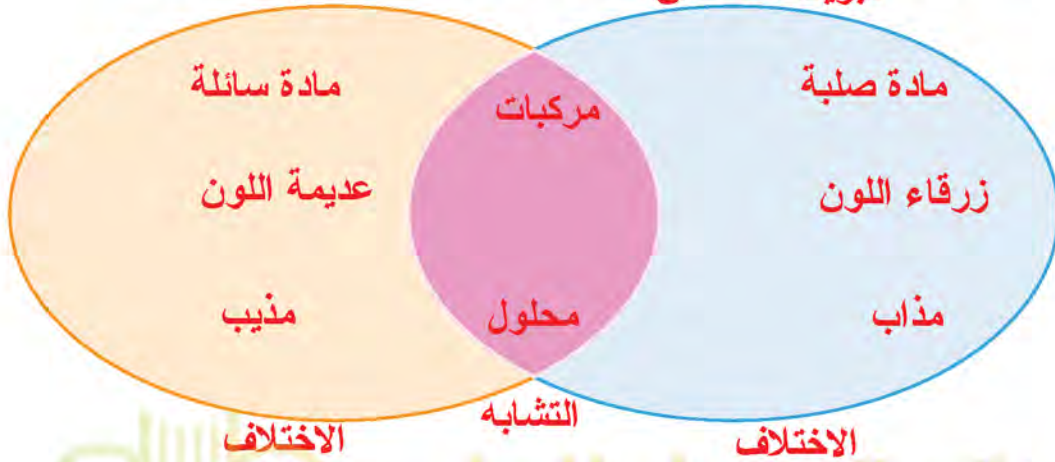 مادة صلبة
زرقاء اللون
مذاب
مركبات
محلول
مادة سائلة
عديمة اللون
مذيب
الاختلاف
التشابه
الاختلاف